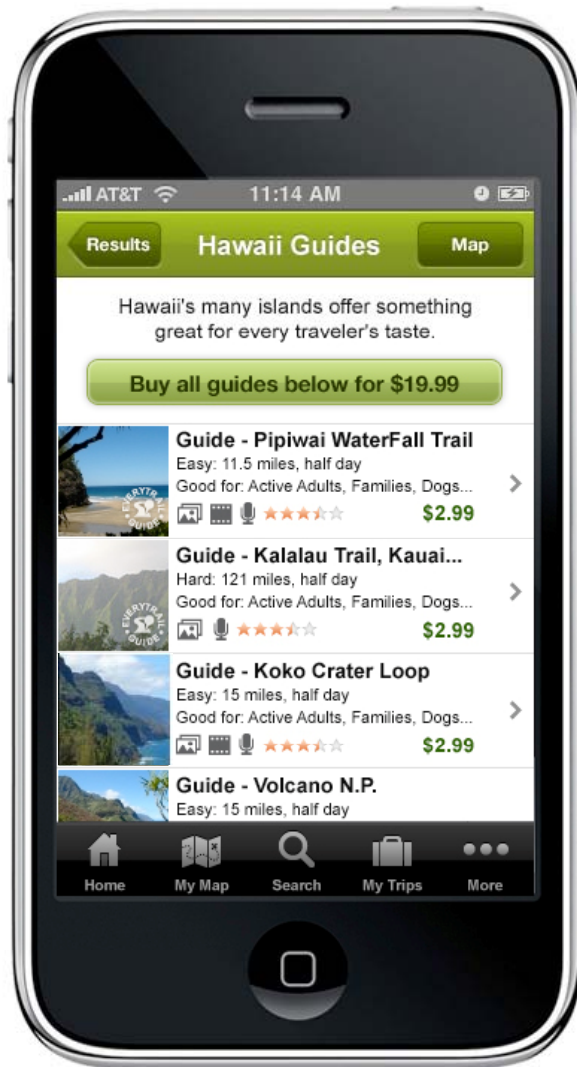 AT&T 11:14 AM
Results Hawaii Guides Map
Hawaii's many islands offer something
great for every traveler's taste.
Buy all guides below for $19.99
Guide - Pipiwai WaterFall Trail
Easy: 11.5 miles, half day
Good for: Active Adults, Families, Dogs...
$2.99
EVERYTRAIL
GUIDE
Guide - Kalalau Trail, Kauai...
Hard: 121 miles, half day
Good for: Active Adults, Families, Dogs...
$2.99
EVERYTRAIL
GUIDE
Guide - Koko Crater Loop
Easy: 15 miles, half day
Good for: Active Adults, Families, Dogs...
$2.99
Guide - Volcano N.P.
Easy: 15 miles, half day
Home My Map Search My Trips More